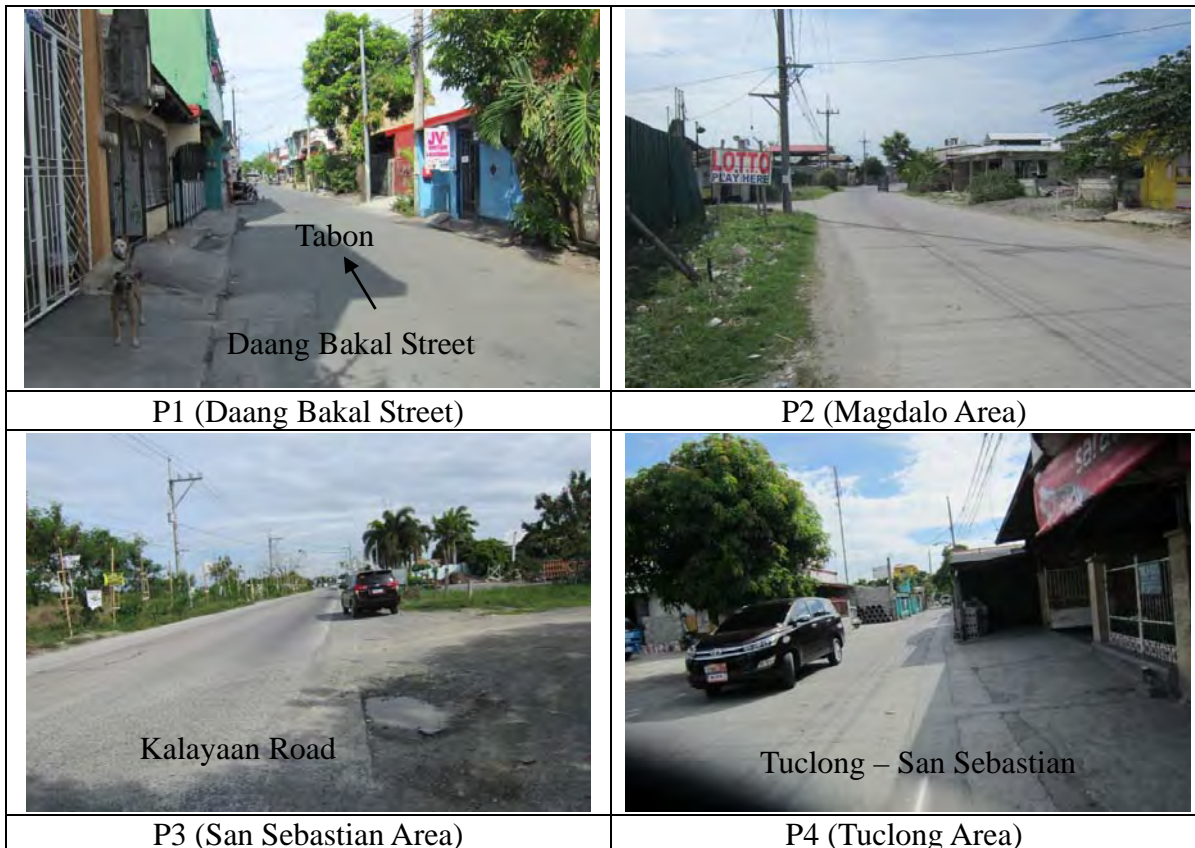 JV
Tabon
Daang Bakal Street
LOTTO
PLAY HERE
P1 (Daang Bakal Street)
P2 (Magdalo Area)
Kalayaan Road
Tuclong – San Sebastian
P3 (San Sebastian Area)
P4 (Tuclong Area)